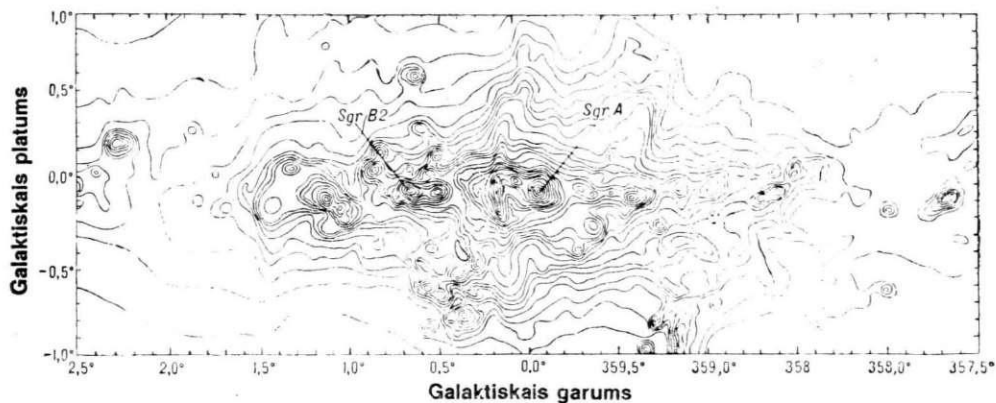 1,0°
0,5°
0.0°
-0,5°
-1,0°
Galaktiskais platums
Sgr B2
Sgr A
2,5° 2,0° 1,5° 1,0° 0,5° 0.0° 359,5° 359,0° 358 358,0° 357,5°
Galaktiskais garums